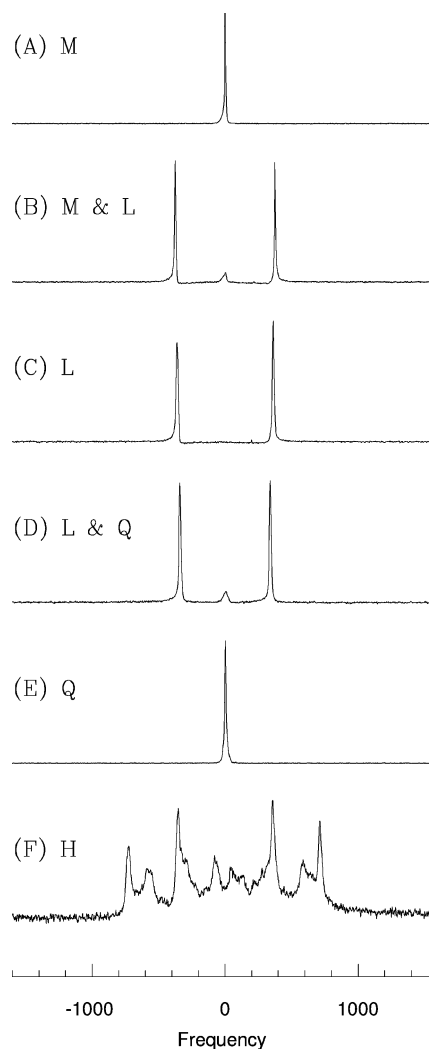 (A) M
(B) M & L
(C) L
(D) L & Q
(E) Q
(F) H
-1000 0 1000
Frequency